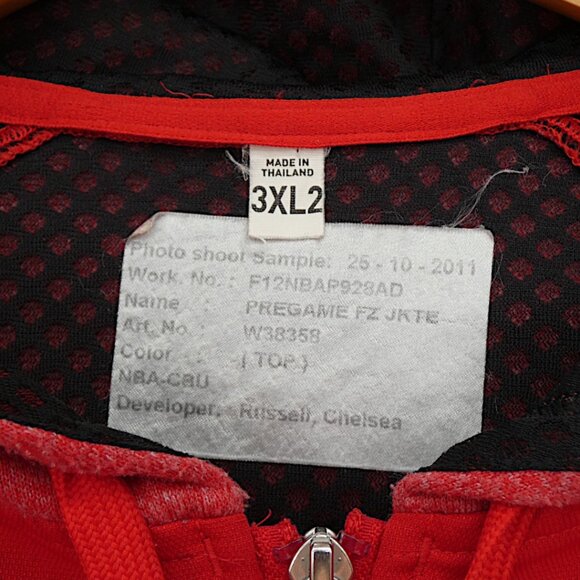 MADE IN
THAILAND
3XL2
Photo shoot Sample: 25 - 10 - 2011
Work. No. : F12NBAP928AD
Name : PREGAME FZ JKTE
Art. No. : W38358
Color : ( TOP )
NBA-CBU
Developer. Russell, Chelsea